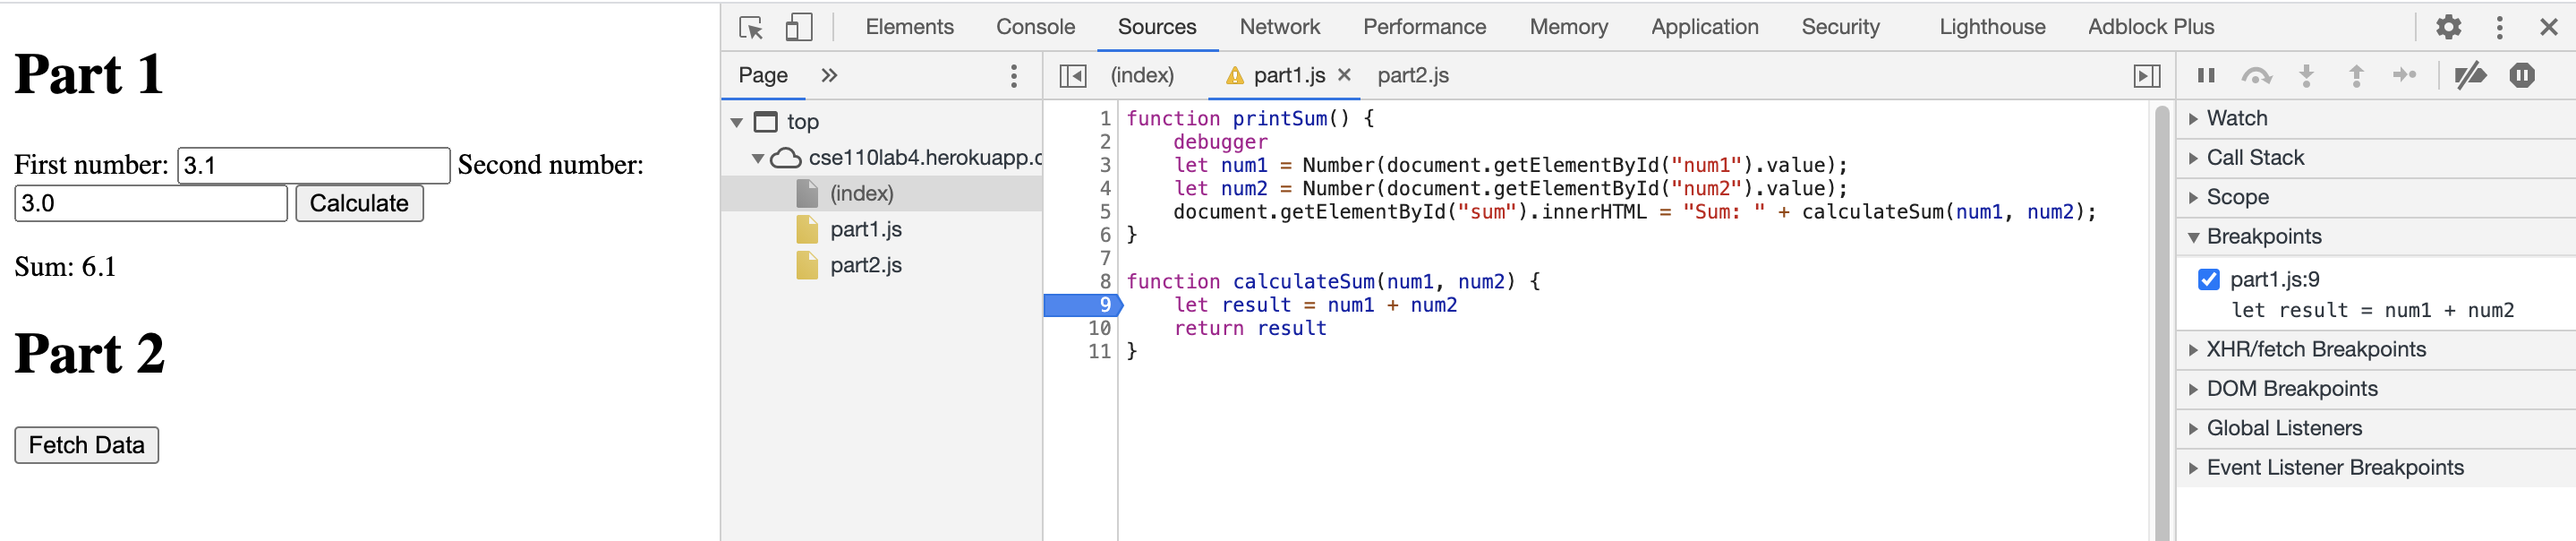 Part 1
First number: 3.1 Second number:
3.0 Calculate
Sum: 6.1
Part 2
Fetch Data
Elements Console Sources Network Performance Memory Application Security Lighthouse Adblock Plus
Page » (index) part1.js × part2.js
top
cse110lab4.herokuapp.c
(index)
part1.js
part2.js
1 function printSum() {
2 debugger
3 let num1 = Number(document.getElementById("num1").value);
4 let num2 = Number(document.getElementById("num2").value);
5 document.getElementById("sum").innerHTML = "Sum: " + calculateSum(num1, num2);
6 }
7
8 function calculateSum(num1, num2) {
9 let result = num1 + num2
10 return result
11 }
Watch
Call Stack
Scope
Breakpoints
part1.js:9
let result = num1 + num2
XHR/fetch Breakpoints
DOM Breakpoints
Global Listeners
Event Listener Breakpoints